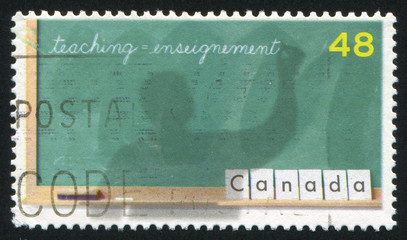 teaching = enseignement 48
POSTA
Canada
CODE